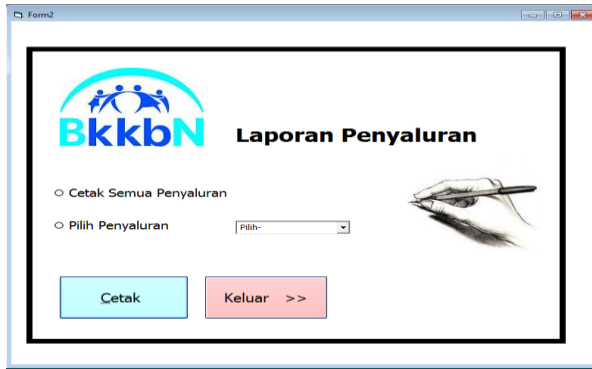 Form2
BkkbN
Laporan Penyaluran
Cetak Semua Penyaluran
Pilih Penyaluran
Pilih-
Cetak
Keluar >>